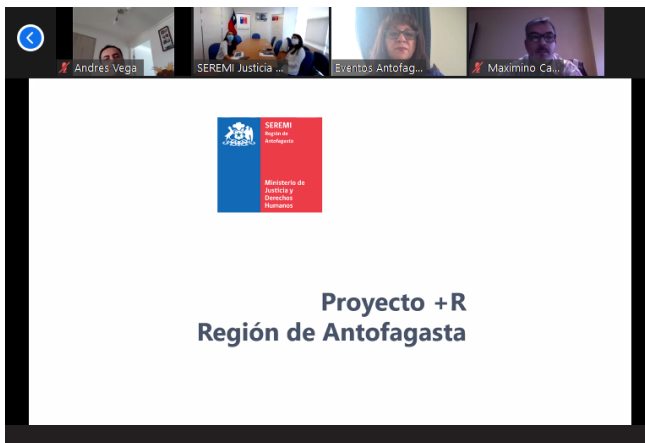 Andres Vega
SEREMI Justicia ...
Eventos Antofag...
Maximino Ca...
SEREMI
Región de
Antofagasta
Ministerio de
Justicia y
Derechos
Humanos
Proyecto +R
Región de Antofagasta